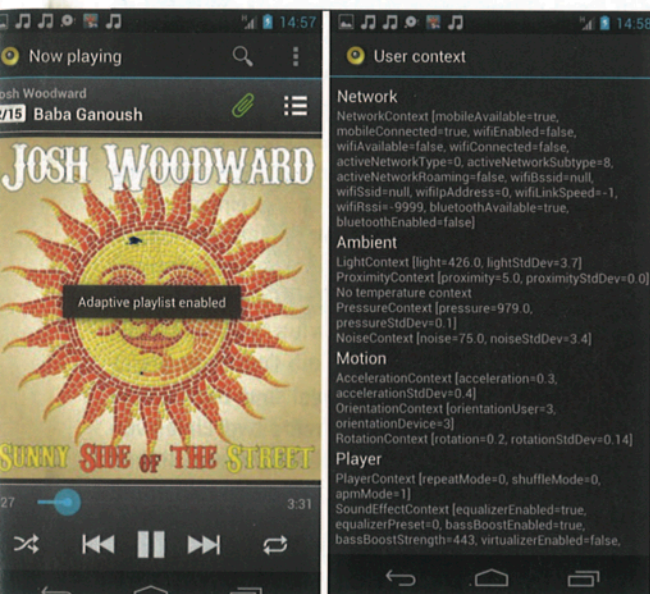 14:57
Now playing
osh Woodward
2/15 Baba Ganoush
JOSH WOODWARD
Adaptive playlist enabled
SUNNY SIDE OF THE STREET
27
3:31
14:58
User context
Network
NetworkContext [mobileAvailable=true,
mobileConnected=true, wifiEnabled=false,
wifiAvailable=false, wifiConnected=false,
activeNetworkType=0, activeNetworkSubtype=8,
activeNetworkRoaming=false, wifiBssid=null,
wifiSsid=null, wifiIpAddress=0, wifiLinkSpeed=-1,
wifiRssi=-9999, bluetoothAvailable=true,
bluetoothEnabled=false]
Ambient
LightContext [light=426.0, lightStdDev=3.7]
ProximityContext [proximity=5.0, proximityStdDev=0.0]
No temperature context
PressureContext [pressure=979.0,
pressureStdDev=0.1]
NoiseContext [noise=75.0, noiseStdDev=3.4]
Motion
AccelerationContext [acceleration=0.3,
accelerationStdDev=0.4]
OrientationContext [orientationUser=3,
orientationDevice=3]
RotationContext [rotation=0.2, rotationStdDev=0.14]
Player
PlayerContext [repeatMode=0, shuffleMode=0,
apmMode=1]
SoundEffectContext [equalizerEnabled=true,
equalizerPreset=0, bassBoostEnabled=true,
bassBoostStrength=443, virtualizerEnabled=false,